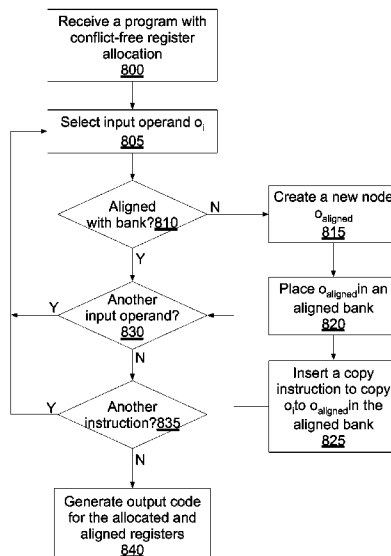 Receive a program with
conflict-free register
allocation
800
Select input operand oi
805
Aligned
with bank?810
N
Create a new node
oaligned
815
Y
Place oaligned in an
aligned bank
820
Another
input operand?
830
Y
N
Insert a copy
instruction to copy
oi to oaligned in the
aligned bank
825
Another
instruction?835
Y
N
Generate output code
for the allocated and
aligned registers
840